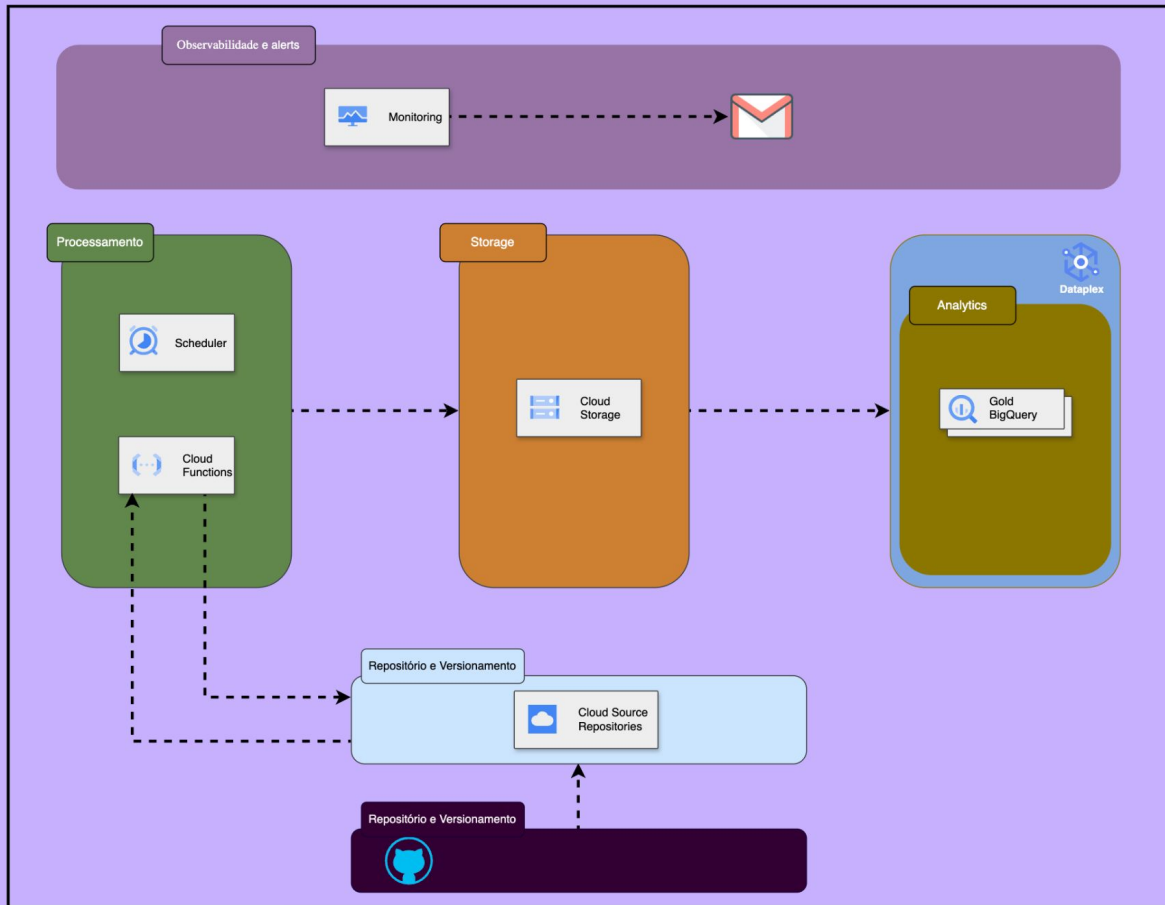 Observabilidade e alerts
Monitoring
Processamento
Storage
Dataplex
Analytics
Scheduler
Cloud
Storage
Gold
BigQuery
Cloud
Functions
Repositório e Versionamento
Cloud Source
Repositories
Repositório e Versionamento